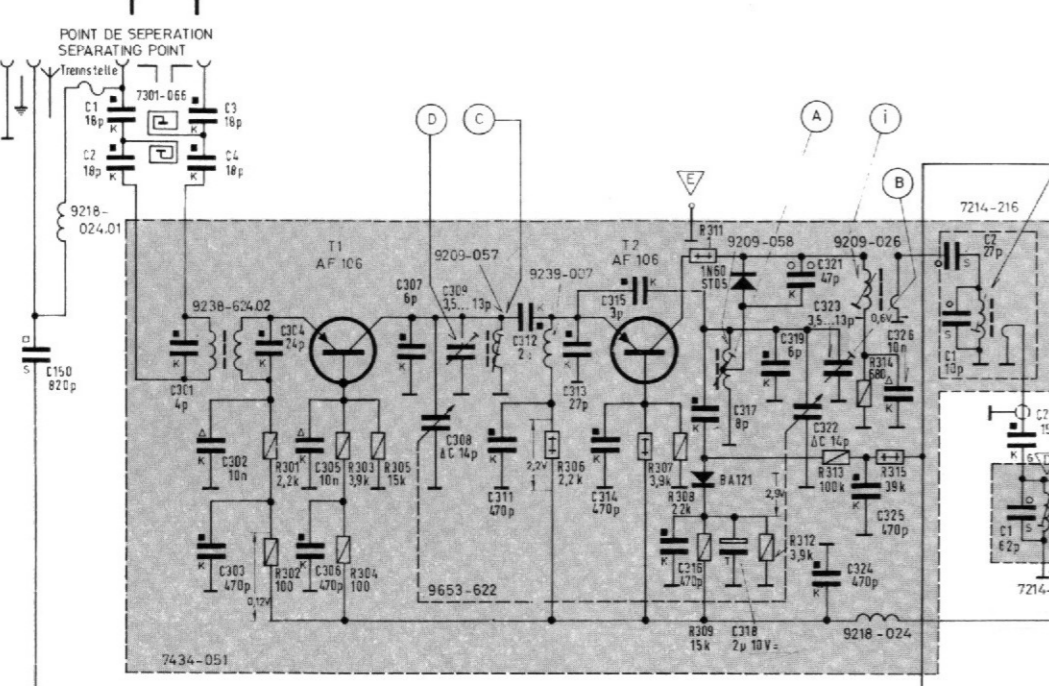 POINT DE SEPERATION
SEPARATING POINT
Trennstelle
7301-066
C1
18p
K
C3
18p
K
C2
18p
K
C4
18p
K
D
C
A
i
B
E
9218-
024.01
7214-216
T1
AF 106
9209-057
T2
AF 106
R311
9209-058
9209-026
C2
27p
S
1N60
ST05
C321
47p
K
9239-007
C307
6p
K
C309
3,5...13p
C315
3p
K
C323
3,5...13p
0,6V
9238-624.02
C304
24p
K
C312
K
C319
6p
K
C326
10n
K
C1
10p
S
R314
680
C150
820p
S
C301
4p
K
C313
27p
K
C317
8p
K
C322
ΔC 14p
C308
ΔC 14p
C302
10n
K
R301
2,2k
C305
10n
K
R303
3,9k
R305
15k
2,2V
C311
470p
K
R306
2,2k
C314
470p
K
R307
3,9k
R308
2,2k
BA121
2,9V
R313
100k
R315
39k
C325
470p
K
C303
470p
K
R302
100
0,12V
C306
470p
K
R304
100
9653-622
C316
470p
K
T
R312
3,9k
C324
470p
K
R309
15k
C318
2µ 10V=
9218-024
7434-051
C2
15
K
C1
62p
S
7214-